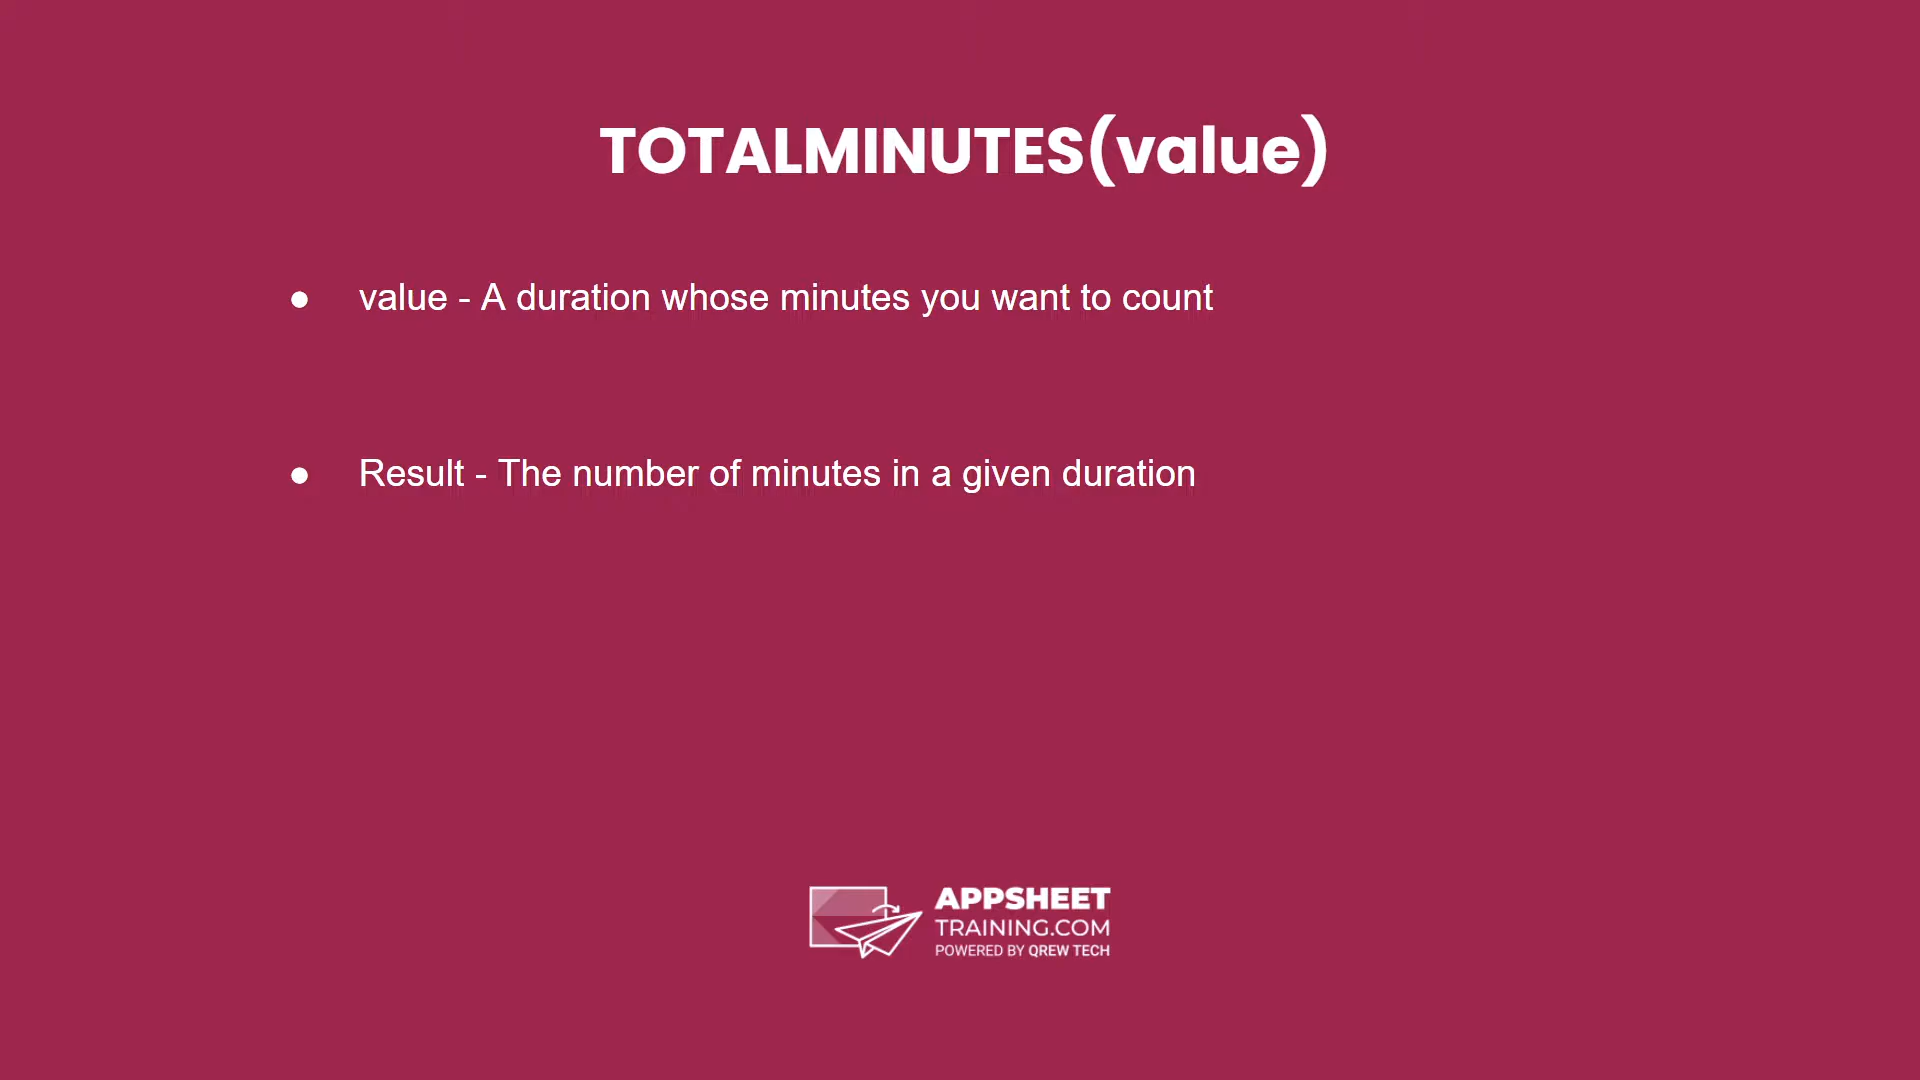 TOTALMINUTES(value)
● value - A duration whose minutes you want to count
● Result - The number of minutes in a given duration
APPSHEET
TRAINING.COM
POWERED BY QREW TECH